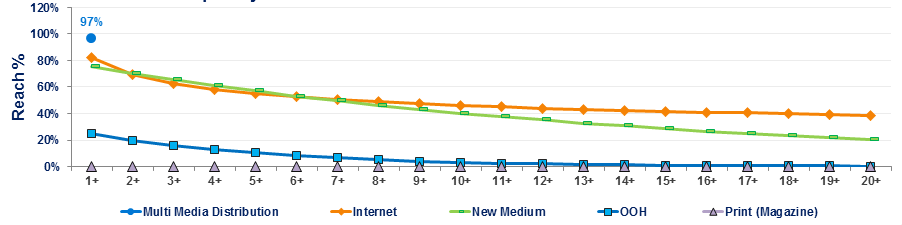 120%
97%
100%
80%
60%
40%
20%
0%
Reach %
1+ 2+ 3+ 4+ 5+ 6+ 7+ 8+ 9+ 10+ 11+ 12+ 13+ 14+ 15+ 16+ 17+ 18+ 19+ 20+
Multi Media Distribution Internet New Medium OOH Print (Magazine)